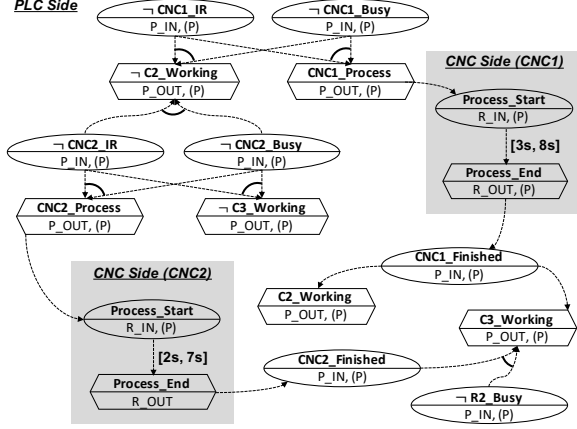 PLC Side
¬ CNC1_IR
P_IN, (P)
¬ CNC1_Busy
P_IN, (P)
¬ C2_Working
P_OUT, (P)
CNC1_Process
P_OUT, (P)
CNC Side (CNC1)
Process_Start
R_IN, (P)
[3s, 8s]
Process_End
R_OUT, (P)
¬ CNC2_IR
P_IN, (P)
¬ CNC2_Busy
P_IN, (P)
CNC2_Process
P_OUT, (P)
¬ C3_Working
P_OUT, (P)
CNC1_Finished
P_IN, (P)
CNC Side (CNC2)
Process_Start
R_IN, (P)
[2s, 7s]
Process_End
R_OUT
C2_Working
P_OUT, (P)
C3_Working
P_OUT, (P)
CNC2_Finished
P_IN, (P)
¬ R2_Busy
P_IN, (P)